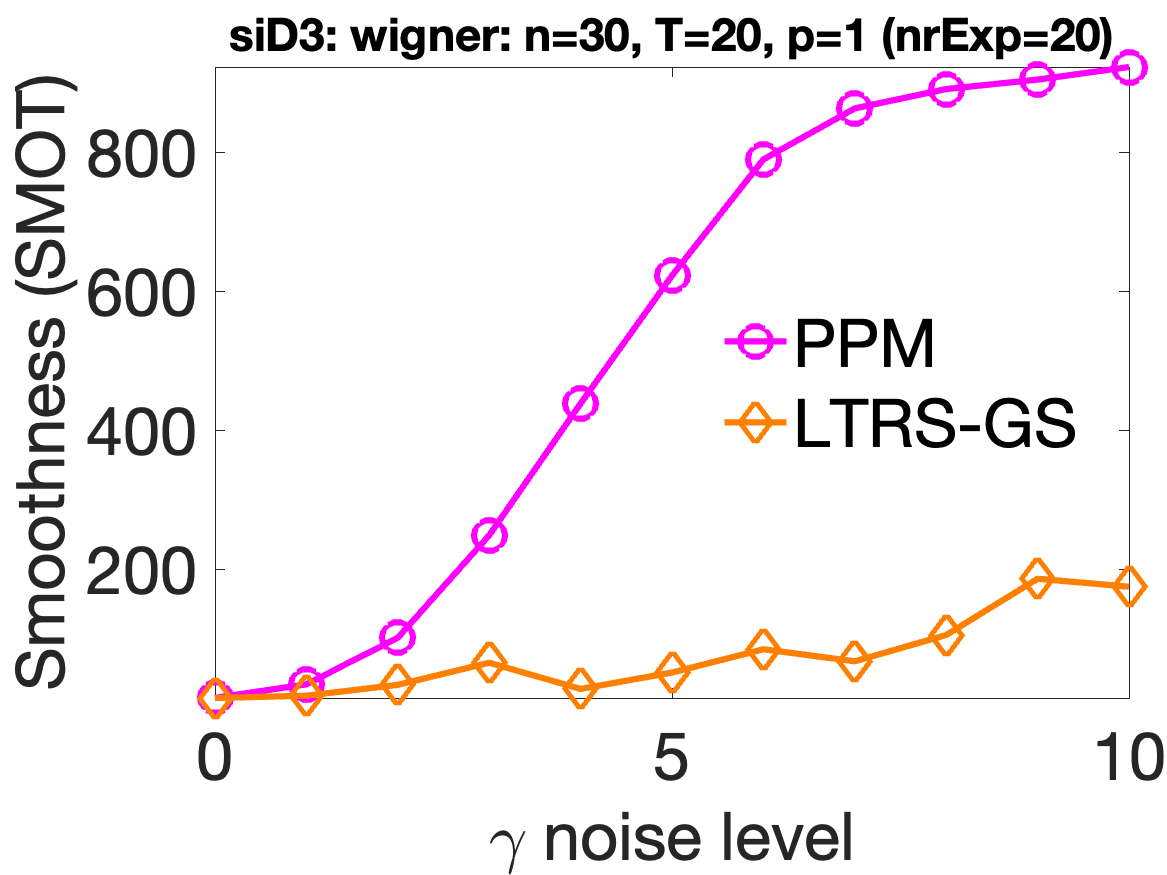 siD3: wigner: n=30, T=20, p=1 (nrExp=20)
Smoothness (SMOT)
800
600
400
200
PPM
LTRS-GS
0 5 10
γ noise level